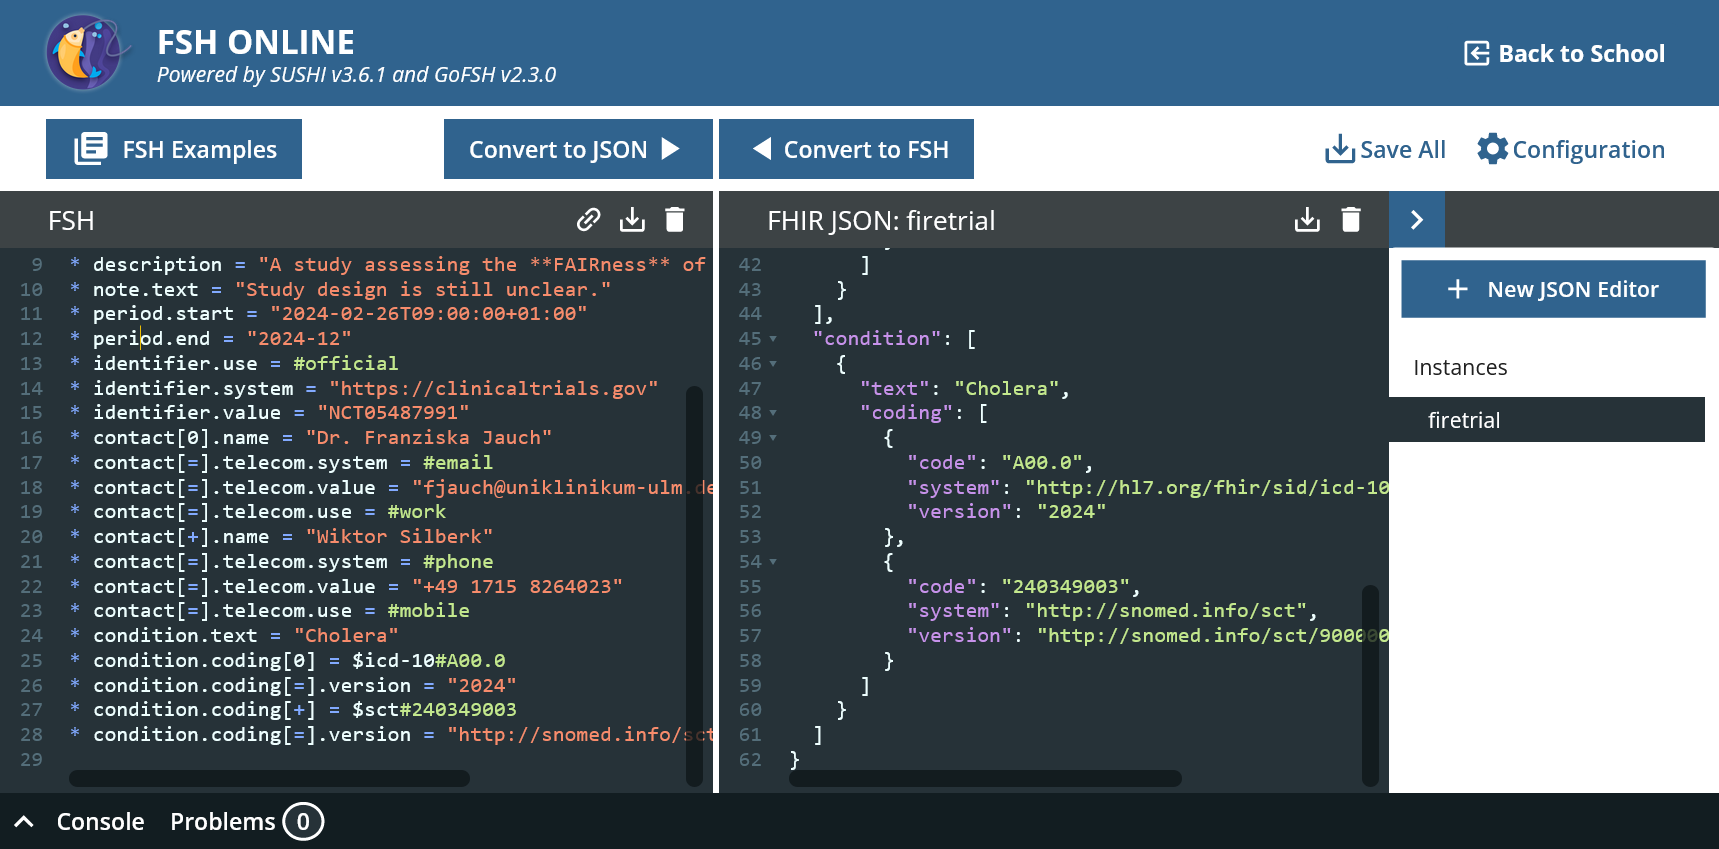 FSH ONLINE
Powered by SUSHI v3.6.1 and GoFSH v2.3.0
Back to School
FSH Examples
Convert to JSON
Convert to FSH
Save All
Configuration
FSH
9 * description = "A study assessing the **FAIRness** of
10 * note.text = "Study design is still unclear."
11 * period.start = "2024-02-26T09:00:00+01:00"
12 * period.end = "2024-12"
13 * identifier.use = #official
14 * identifier.system = "https://clinicaltrials.gov"
15 * identifier.value = "NCT05487991"
16 * contact[0].name = "Dr. Franziska Jauch"
17 * contact[=].telecom.system = #email
18 * contact[=].telecom.value = "fjauch@uniklinikum-ulm.de
19 * contact[=].telecom.use = #work
20 * contact[+].name = "Wiktor Silberk"
21 * contact[=].telecom.system = #phone
22 * contact[=].telecom.value = "+49 1715 8264023"
23 * contact[=].telecom.use = #mobile
24 * condition.text = "Cholera"
25 * condition.coding[0] = $icd-10#A00.0
26 * condition.coding[=].version = "2024"
27 * condition.coding[+] = $sct#240349003
28 * condition.coding[=].version = "http://snomed.info/sct
29
FHIR JSON: firetrial
42 ]
43 }
44 ],
45 "condition": [
46 {
47 "text": "Cholera",
48 "coding": [
49 {
50 "code": "A00.0",
51 "system": "http://hl7.org/fhir/sid/icd-10
52 "version": "2024"
53 },
54 {
55 "code": "240349003",
56 "system": "http://snomed.info/sct",
57 "version": "http://snomed.info/sct/900000
58 }
59 ]
60 }
61 ]
62 }
New JSON Editor
Instances
firetrial
Console
Problems 0